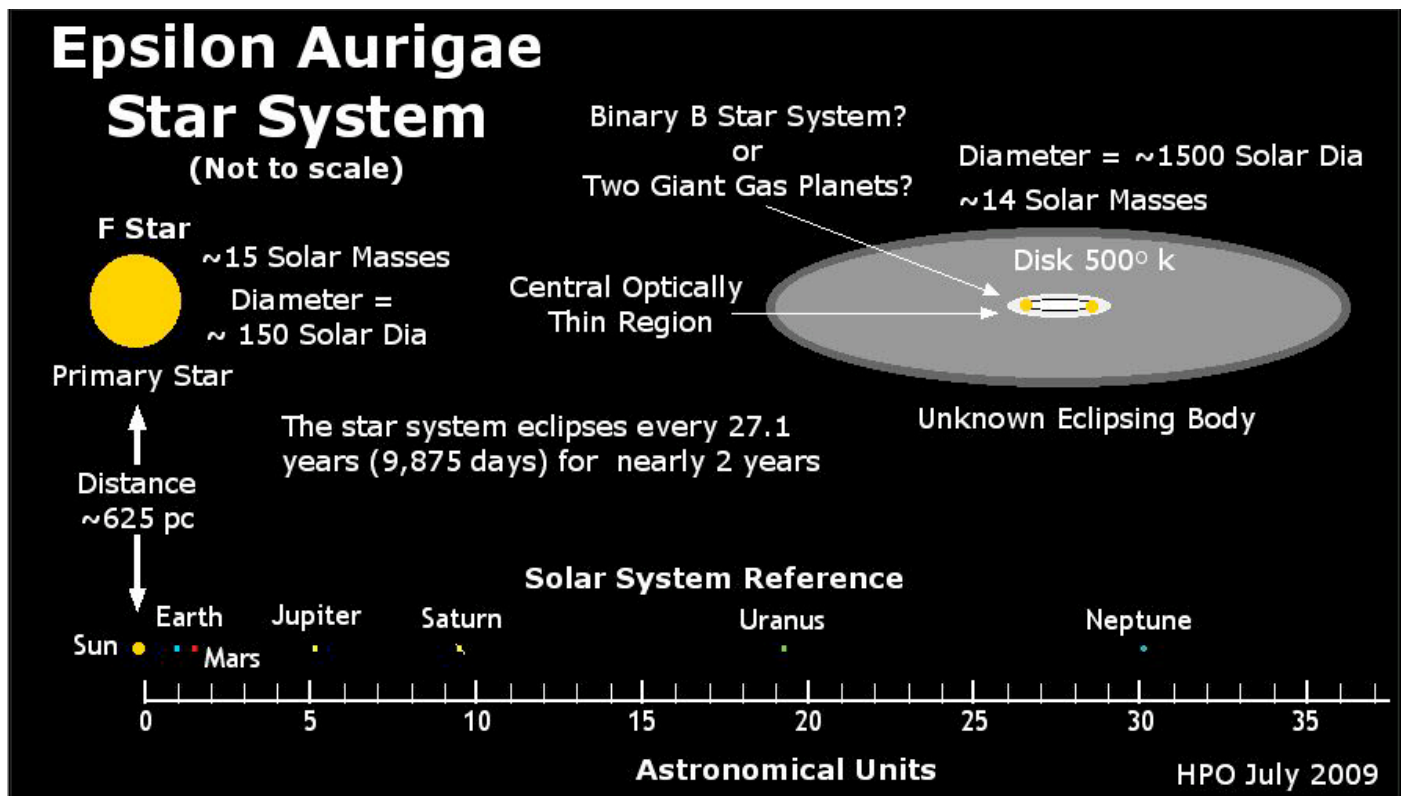 Epsilon Aurigae
Star System
(Not to scale)
F Star
~15 Solar Masses
Diameter =
~ 150 Solar Dia
Primary Star
Distance
~625 pc
Binary B Star System?
or
Two Giant Gas Planets?
Central Optically
Thin Region
Diameter = ~1500 Solar Dia
~14 Solar Masses
Disk 500º k
Unknown Eclipsing Body
The star system eclipses every 27.1
years (9,875 days) for nearly 2 years
Solar System Reference
Sun
Earth
Mars
Jupiter
Saturn
Uranus
Neptune
0 5 10 15 20 25 30 35
Astronomical Units
HPO July 2009